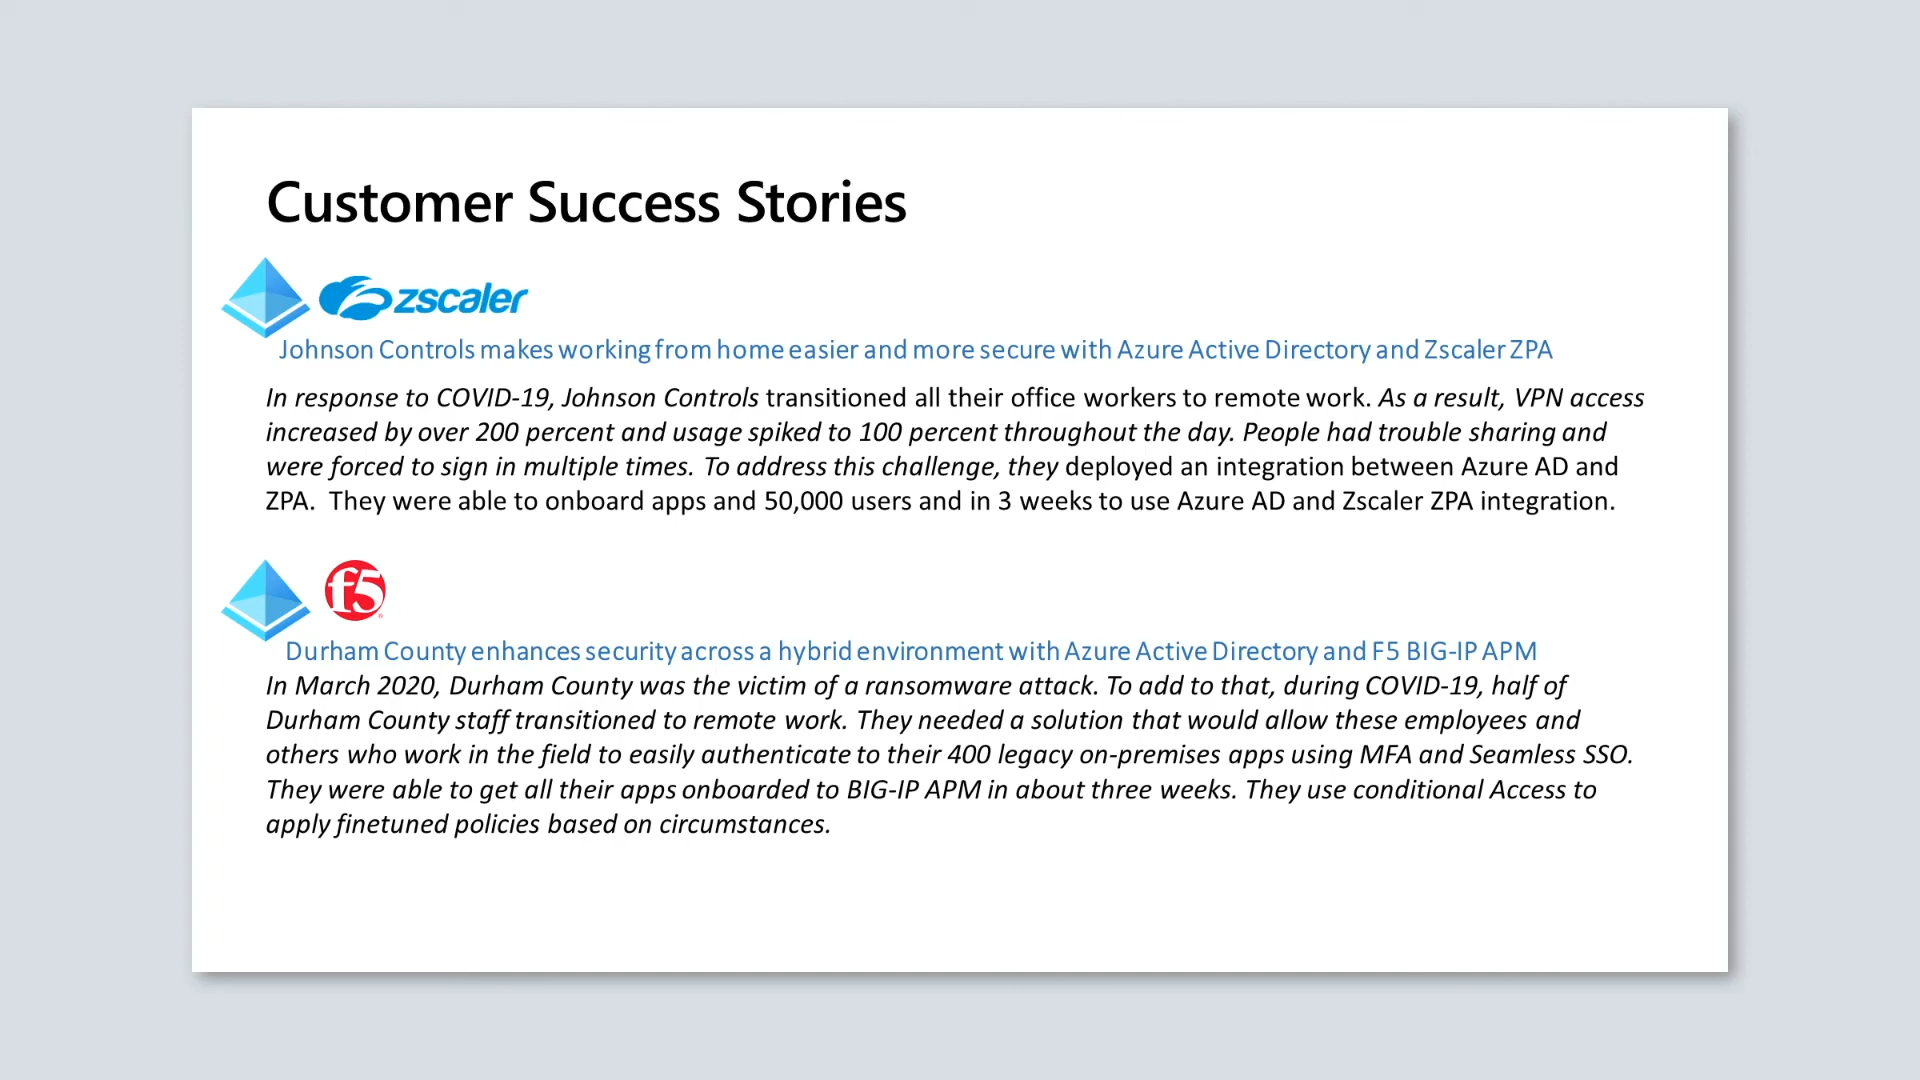 Customer Success Stories
zscaler
Johnson Controls makes working from home easier and more secure with Azure Active Directory and Zscaler ZPA
In response to COVID-19, Johnson Controls transitioned all their office workers to remote work. As a result, VPN access
increased by over 200 percent and usage spiked to 100 percent throughout the day. People had trouble sharing and
were forced to sign in multiple times. To address this challenge, they deployed an integration between Azure AD and
ZPA. They were able to onboard apps and 50,000 users and in 3 weeks to use Azure AD and Zscaler ZPA integration.
f5
Durham County enhances security across a hybrid environment with Azure Active Directory and F5 BIG-IP APM
In March 2020, Durham County was the victim of a ransomware attack. To add to that, during COVID-19, half of
Durham County staff transitioned to remote work. They needed a solution that would allow these employees and
others who work in the field to easily authenticate to their 400 legacy on-premises apps using MFA and Seamless SSO.
They were able to get all their apps onboarded to BIG-IP APM in about three weeks. They use conditional Access to
apply finetuned policies based on circumstances.